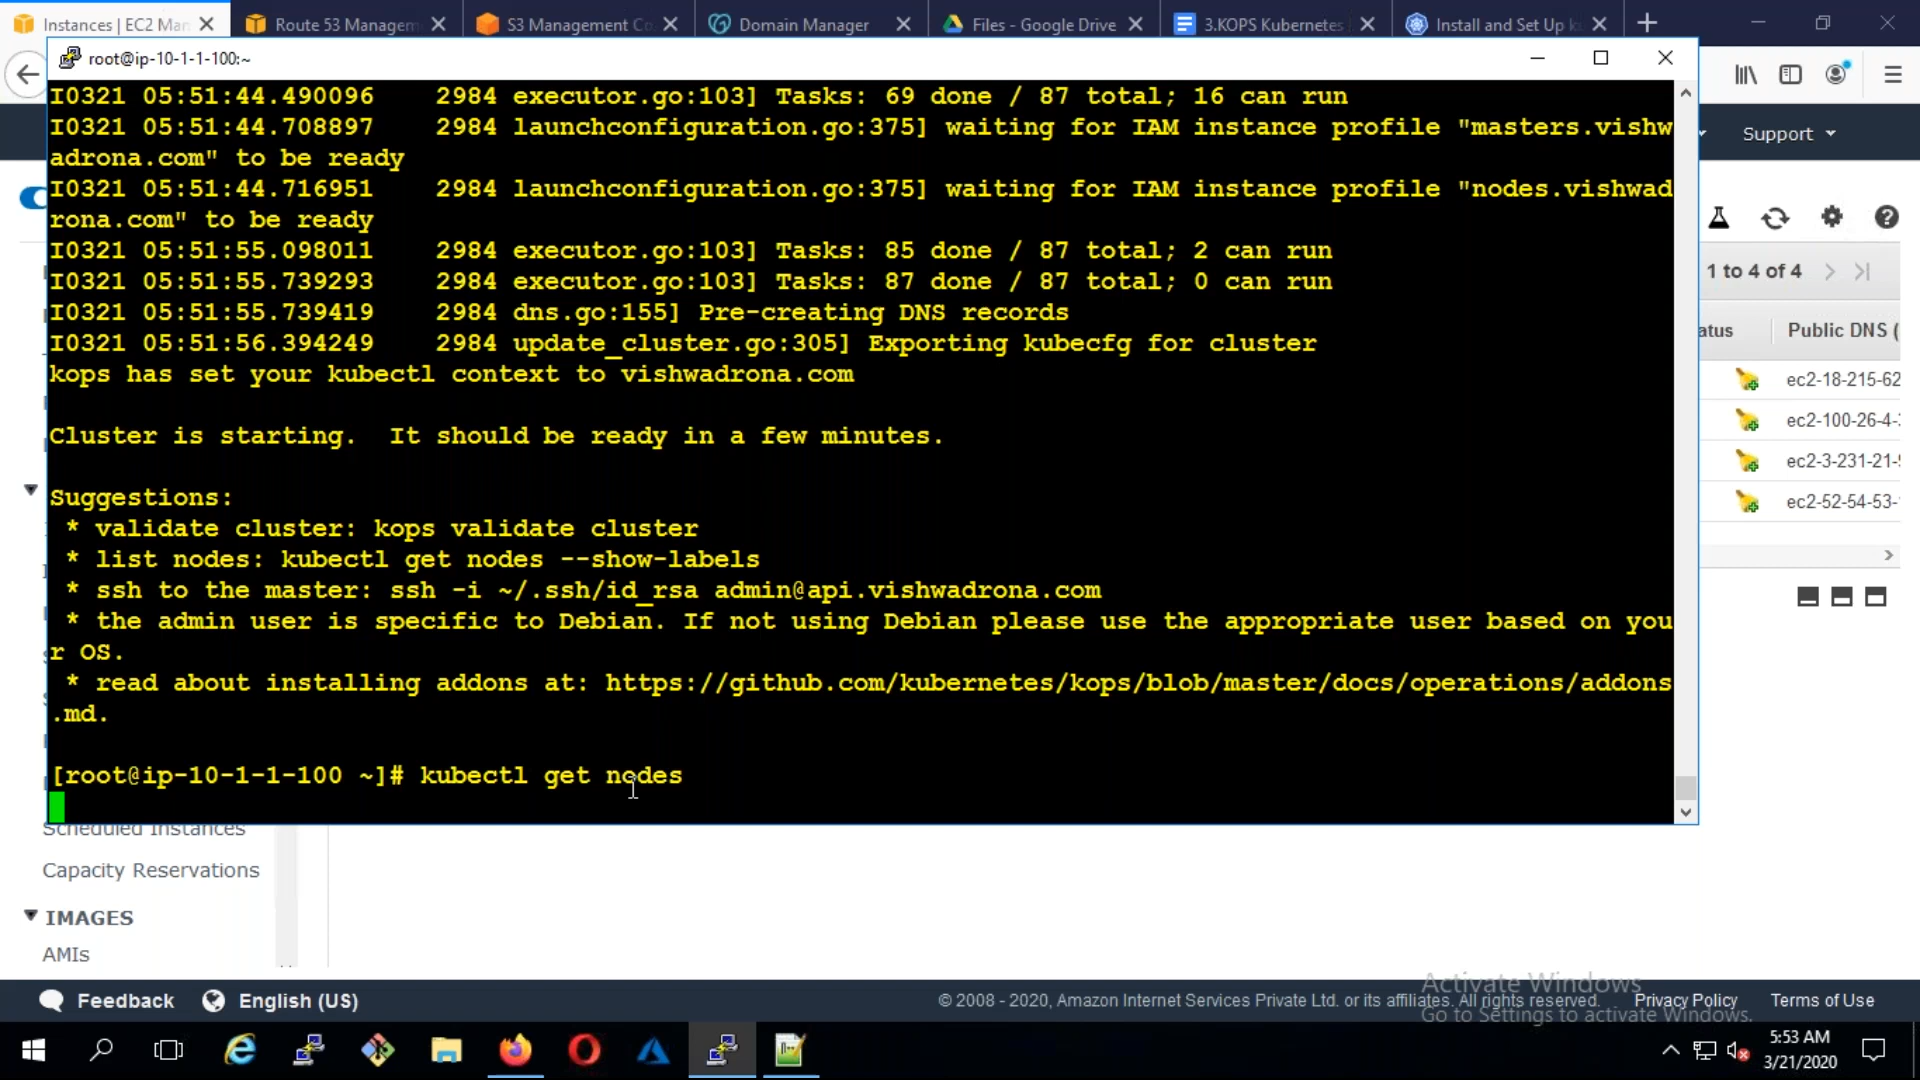 Instances | EC2 Man
Route 53 Managem
S3 Management Co
Domain Manager
Files - Google Drive
3.KOPS Kubernetes
Install and Set Up k
root@ip-10-1-1-100:~
Support
I0321 05:51:44.490096    2984 executor.go:103] Tasks: 69 done / 87 total; 16 can run
I0321 05:51:44.708897    2984 launchconfiguration.go:375] waiting for IAM instance profile "masters.vishw
adrona.com" to be ready
I0321 05:51:44.716951    2984 launchconfiguration.go:375] waiting for IAM instance profile "nodes.vishwad
rona.com" to be ready
I0321 05:51:55.098011    2984 executor.go:103] Tasks: 85 done / 87 total; 2 can run
I0321 05:51:55.739293    2984 executor.go:103] Tasks: 87 done / 87 total; 0 can run
I0321 05:51:55.739419    2984 dns.go:155] Pre-creating DNS records
I0321 05:51:56.394249    2984 update_cluster.go:305] Exporting kubecfg for cluster
kops has set your kubectl context to vishwadrona.com
Cluster is starting.  It should be ready in a few minutes.
Suggestions:
* validate cluster: kops validate cluster
* list nodes: kubectl get nodes --show-labels
* ssh to the master: ssh -i ~/.ssh/id_rsa admin@api.vishwadrona.com
* the admin user is specific to Debian. If not using Debian please use the appropriate user based on you
r OS.
* read about installing addons at: https://github.com/kubernetes/kops/blob/master/docs/operations/addons
.md.
[root@ip-10-1-1-100 ~]# kubectl get nodes
1 to 4 of 4
atus
Public DNS (
ec2-18-215-62
ec2-100-26-4-
ec2-3-231-21-
ec2-52-54-53-
Scheduled Instances
Capacity Reservations
IMAGES
AMIs
Feedback
English (US)
© 2008 - 2020, Amazon Internet Services Private Ltd. or its affiliates. All rights reserved.
Privacy Policy
Terms of Use
Activate Windows
Go to Settings to activate Windows.
5:53 AM
3/21/2020